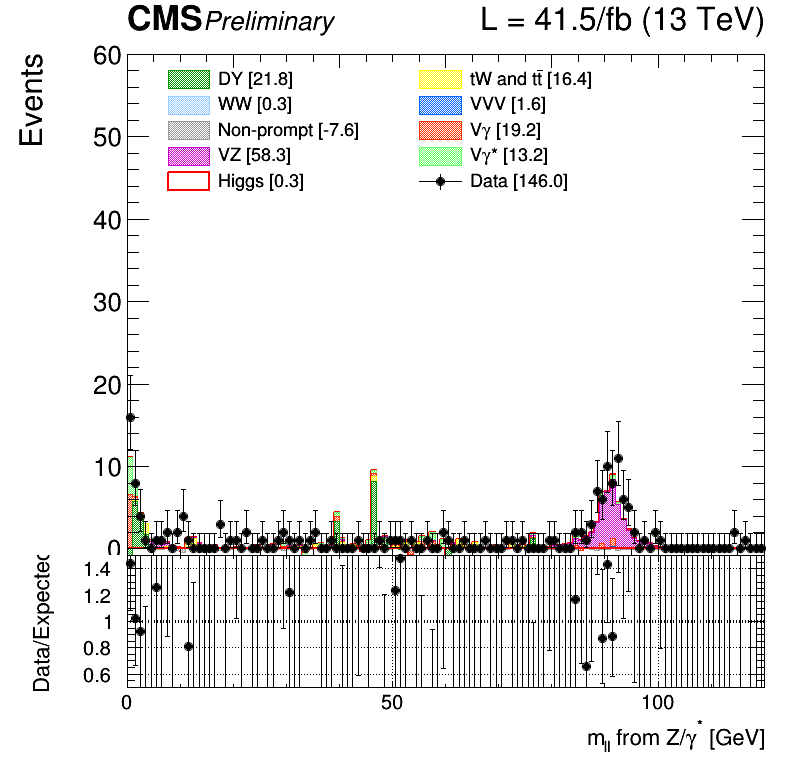 CMS Preliminary L = 41.5/fb (13 TeV)
Events
60
50
40
30
20
10
0
DY [21.8]
WW [0.3]
Non-prompt [-7.6]
VZ [58.3]
Higgs [0.3]
tW and tt̄ [16.4]
VVV [1.6]
Vγ [19.2]
Vγ* [13.2]
Data [146.0]
Data/Expected
1.4
1.2
1
0.8
0.6
0 50 100
m_ll from Z/γ* [GeV]